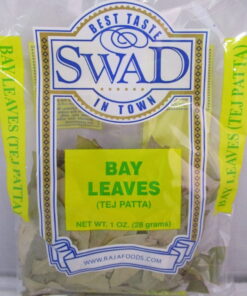 BEST TASTE
SWAD
IN TOWN
BAY LEAVES (TEJ PATTA)
BAY LEAVES (TEJ PATTA)
BAY
LEAVES
(TEJ PATTA)
NET WT. 1 OZ. (28 grams)
WWW.RAJAFOODS.COM